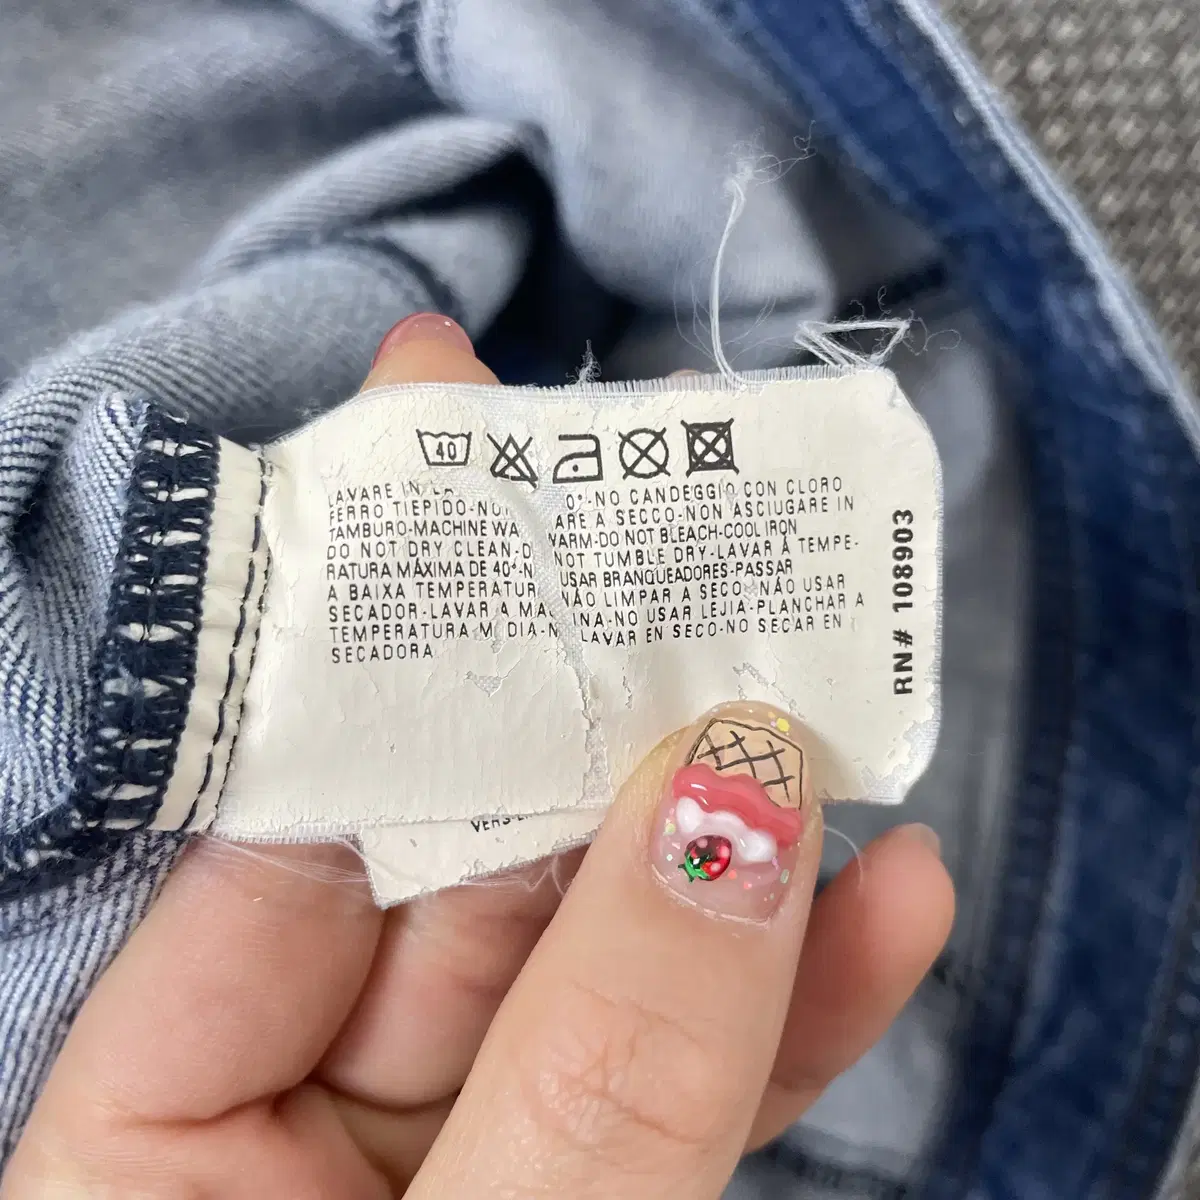 40
LAVARE IN
0°-NO CANDEGGIO CON CLORO
FERRO TIEPIDO-NO
ARE A SECCO-NON ASCIUGARE IN
TAMBURO-MACHINE WA
WARM-DO NOT BLEACH-COOL IRON
DO NOT DRY CLEAN-D
NOT TUMBLE DRY-LAVAR Á TEMPE-
RATURA MÁXIMA DE 40°-N
USAR BRANQUEADORES-PASSAR
A BAIXA TEMPERATUR
NÃO LIMPAR A SECO-NÃO USAR
SECADOR-LAVAR A MA
INA-NO USAR LEJIA-PLANCHAR A
TEMPERATURA M DIA-N
LAVAR EN SECO-NO SECAR EN
SECADORA
RN# 108903